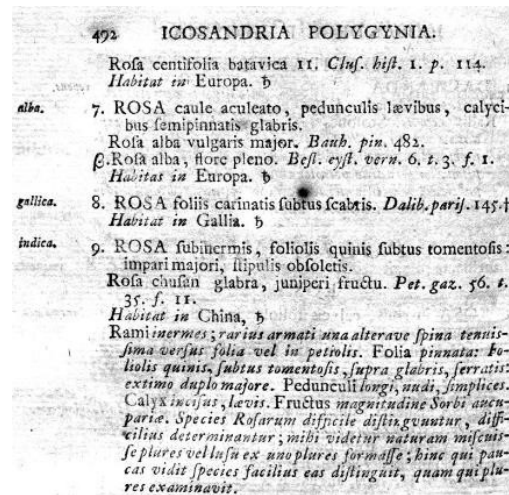 492 ICOSANDRIA POLYGYNIA.
Roſa centifolia batavica 11. Cluſ. hiſt. 1. p. 114.
Habitat in Europa. ♄
alba. 7. ROSA caule aculeato, pedunculis lævibus, calyci-
bus ſemipinnatis glabris.
Roſa alba vulgaris major. Bauh. pin. 482.
β. Roſa alba, flore pleno. Beſl. eyſt. vern. 6. t. 3. f. 1.
Habitas in Europa. ♄
gallica. 8. ROSA foliis carinatis ſubtus ſcabris. Dalib. pariſ. 145.†
Habitat in Gallia. ♄
indica. 9. ROSA ſubinermis, foliolis quinis ſubtus tomentoſis:
impari majori, ſtipulis obſoletis.
Roſa chusan glabra, juniperi fructu. Pet. gaz. 56. t.
35. f. 11.
Habitat in China, ♄
Rami inermes; rarius armati una alterave ſpina tenuiſ-
ſima verſus folia vel in petiolis. Folia pinnata: Fo-
liolis quinis, ſubtus tomentoſis, ſupra glabris, ſerratis:
extimo duplo majore. Pedunculi longi, nudi, ſimplices.
Calyx inciſus, lævis. Fructus magnitudine Sorbi aucu-
pariæ. Species Roſarum difficile diſtingvuntur, diffi-
cilius determinantur; mihi videtur naturam miſcuiſ-
ſe plures vel luſu ex uno plures formaſſe; hinc qui pau-
cas vidit ſpecies facilius eas diſtinguit, quam qui plu-
res examinavit.